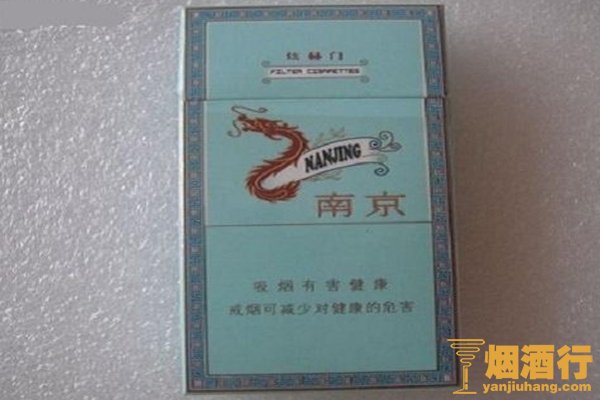 炫赫门
FILTER CIGARETTES
NANJING
南京
吸烟有害健康
戒烟可减少对健康的危害
烟酒行
yanjiuhang.com